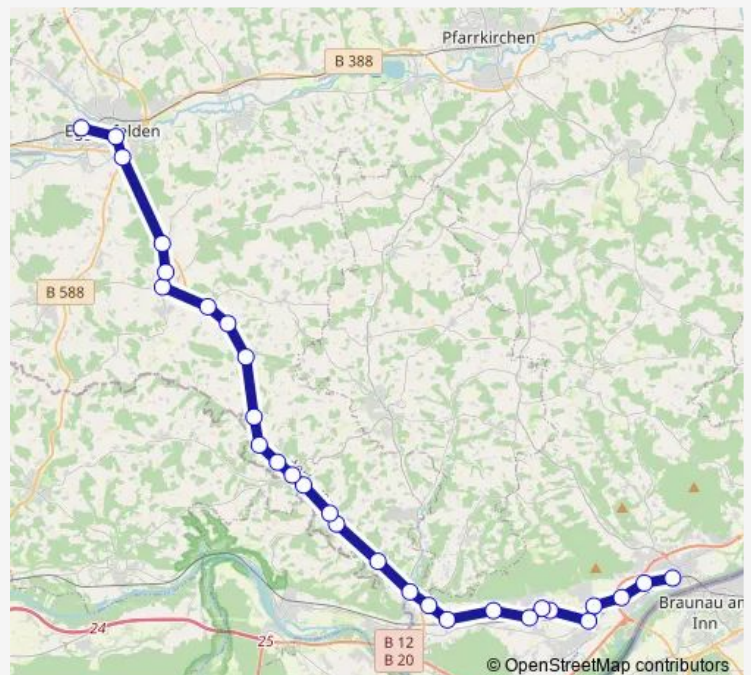 Pfarrkirchen
B 388
B 588
24
25
B 12
B 20
Braunau am
Inn
© OpenStreetMap contributors